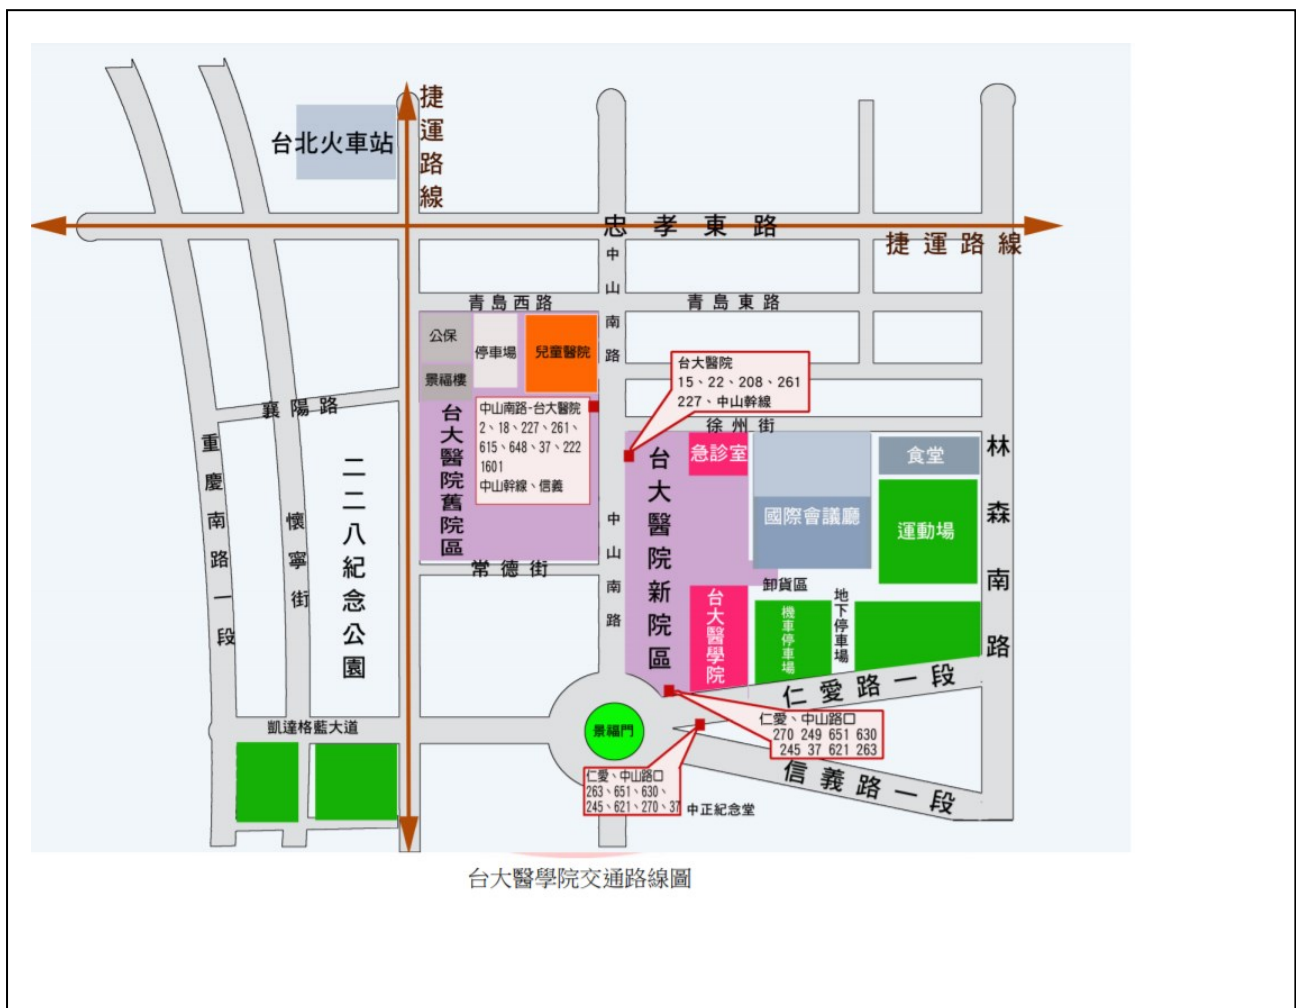 捷運路線
台北火車站
忠孝東路
捷運路線
中山南路
青島西路
青島東路
公保
停車場
兒童醫院
景福樓
台大醫院
15、22、208、261
227、中山幹線
襄陽路
中山南路-台大醫院
2、18、227、261、
615、648、37、222
1601
中山幹線、信義
徐州街
台大醫院舊院區
台大醫院新院區
急診室
食堂
林森南路
重慶南路一段
懷寧街
二二八紀念公園
中山南路
國際會議廳
運動場
常德街
卸貨區
台大醫學院
機車停車場
地下停車場
仁愛路一段
凱達格藍大道
景福門
仁愛、中山路口
270 249 651 630
245 37 621 263
仁愛、中山路口
263、651、630、
245、621、270、37
中正紀念堂
信義路一段
台大醫學院交通路線圖